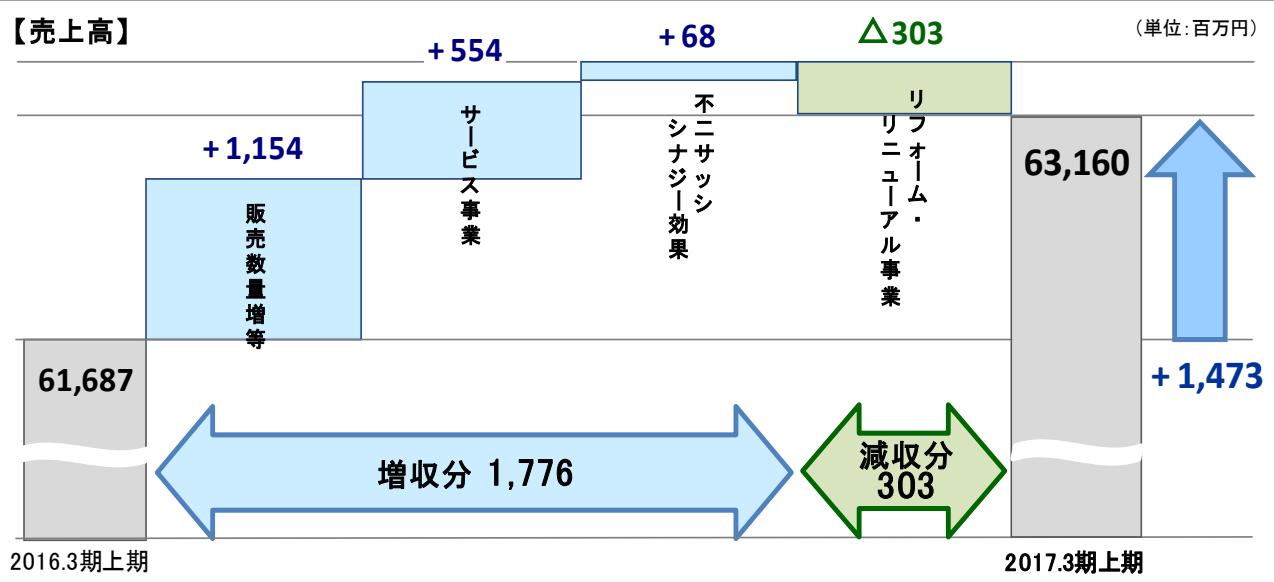 【売上高】
(単位:百万円)
+1,154
+554
+68
△303
販売数量増等
サービス事業
不二サッシ
シナジー効果
リフォーム・
リニューアル事業
61,687
63,160
+1,473
増収分 1,776
減収分
303
2016.3期上期
2017.3期上期